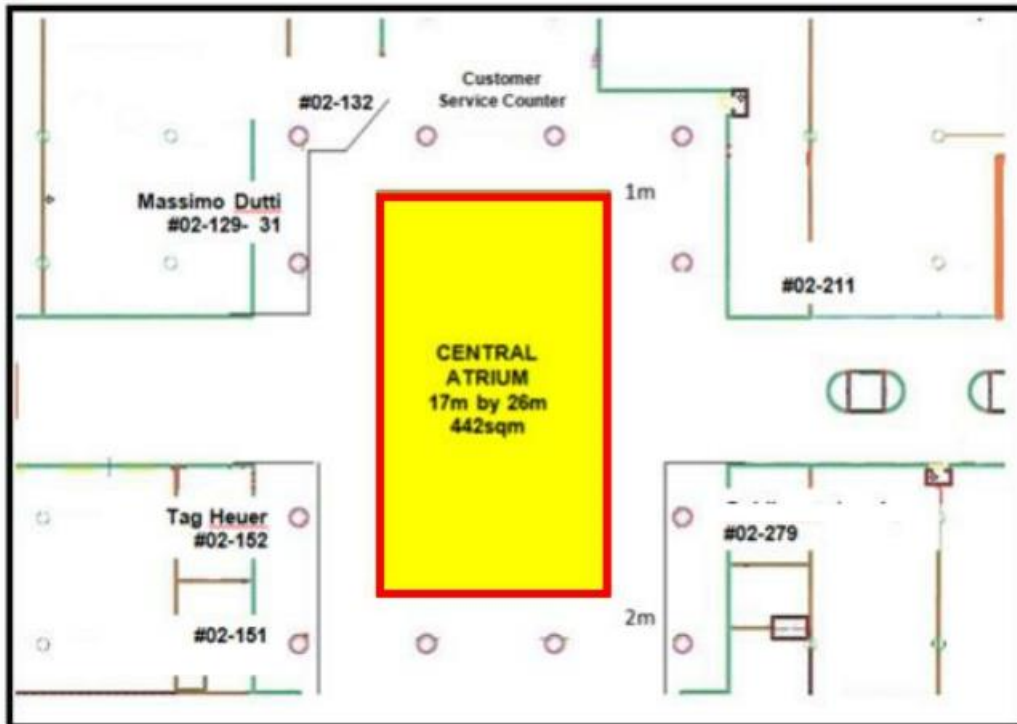 Customer
Service Counter
#02-132
Massimo Dutti
#02-129- 31
1m
#02-211
CENTRAL
ATRIUM
17m by 26m
442sqm
Tag Heuer
#02-152
#02-279
#02-151
2m